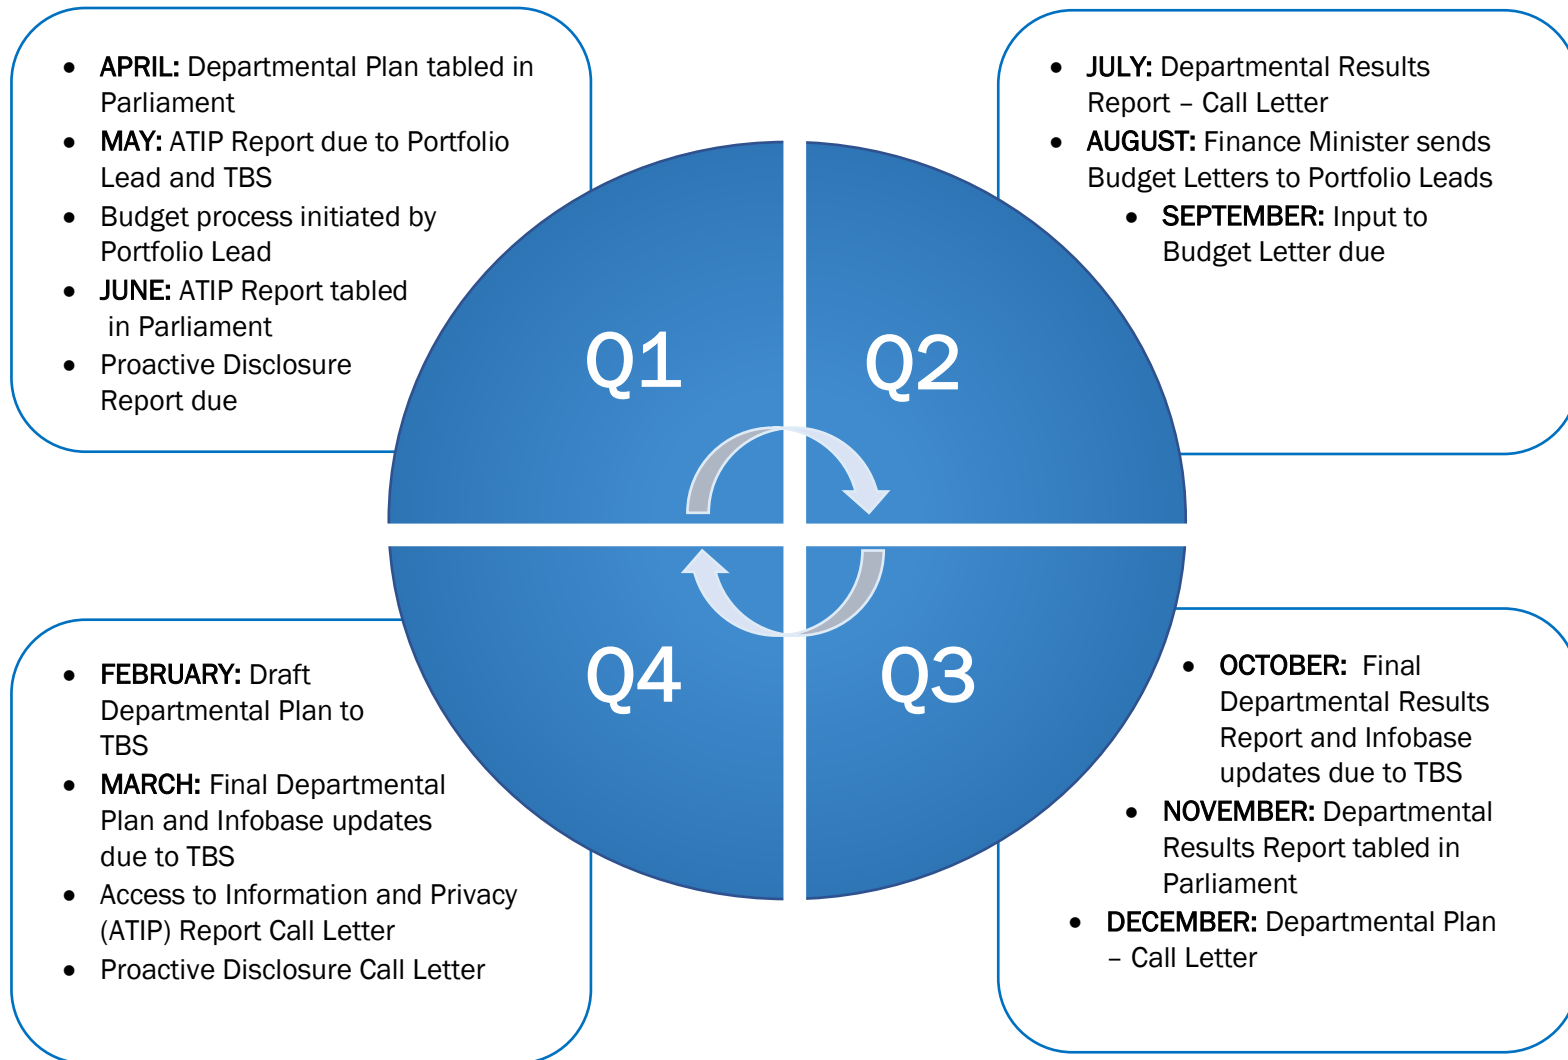 • APRIL: Departmental Plan tabled in
Parliament
• MAY: ATIP Report due to Portfolio
Lead and TBS
• Budget process initiated by
Portfolio Lead
• JUNE: ATIP Report tabled
in Parliament
• Proactive Disclosure
Report due
• JULY: Departmental Results
Report – Call Letter
• AUGUST: Finance Minister sends
Budget Letters to Portfolio Leads
• SEPTEMBER: Input to
Budget Letter due
Q1
Q2
Q4
Q3
• FEBRUARY: Draft
Departmental Plan to
TBS
• MARCH: Final Departmental
Plan and Infobase updates
due to TBS
• Access to Information and Privacy
(ATIP) Report Call Letter
• Proactive Disclosure Call Letter
• OCTOBER: Final
Departmental Results
Report and Infobase
updates due to TBS
• NOVEMBER: Departmental
Results Report tabled in
Parliament
• DECEMBER: Departmental Plan
– Call Letter